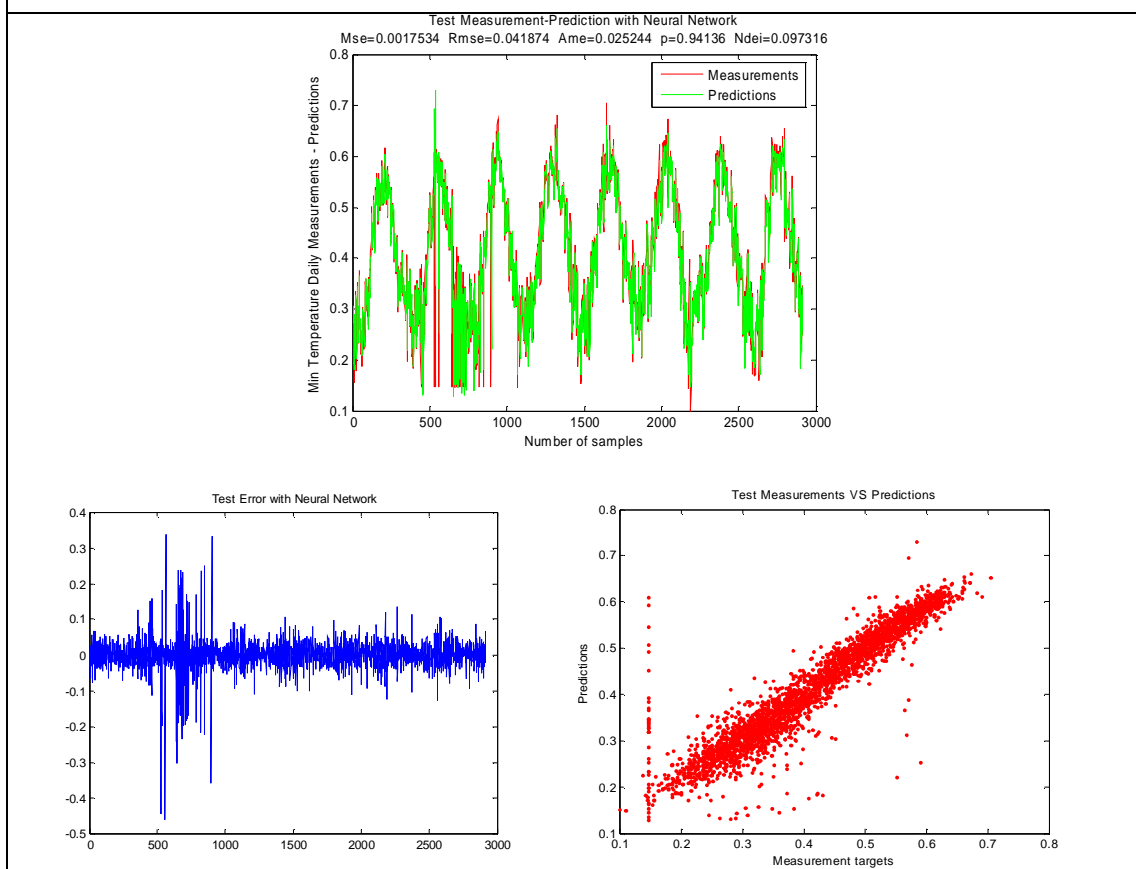 Test Measurement-Prediction with Neural Network
Mse=0.0017534 Rmse=0.041874 Ame=0.025244 p=0.94136 Ndei=0.097316
Min Temperature Daily Measurements - Predictions
0.8
0.7
0.6
0.5
0.4
0.3
0.2
0.1
Measurements
Predictions
0 500 1000 1500 2000 2500 3000
Number of samples
Test Error with Neural Network
0.4
0.3
0.2
0.1
0
-0.1
-0.2
-0.3
-0.4
-0.5
0 500 1000 1500 2000 2500 3000
Test Measurements VS Predictions
Predictions
0.8
0.7
0.6
0.5
0.4
0.3
0.2
0.1
0.1 0.2 0.3 0.4 0.5 0.6 0.7 0.8
Measurement targets